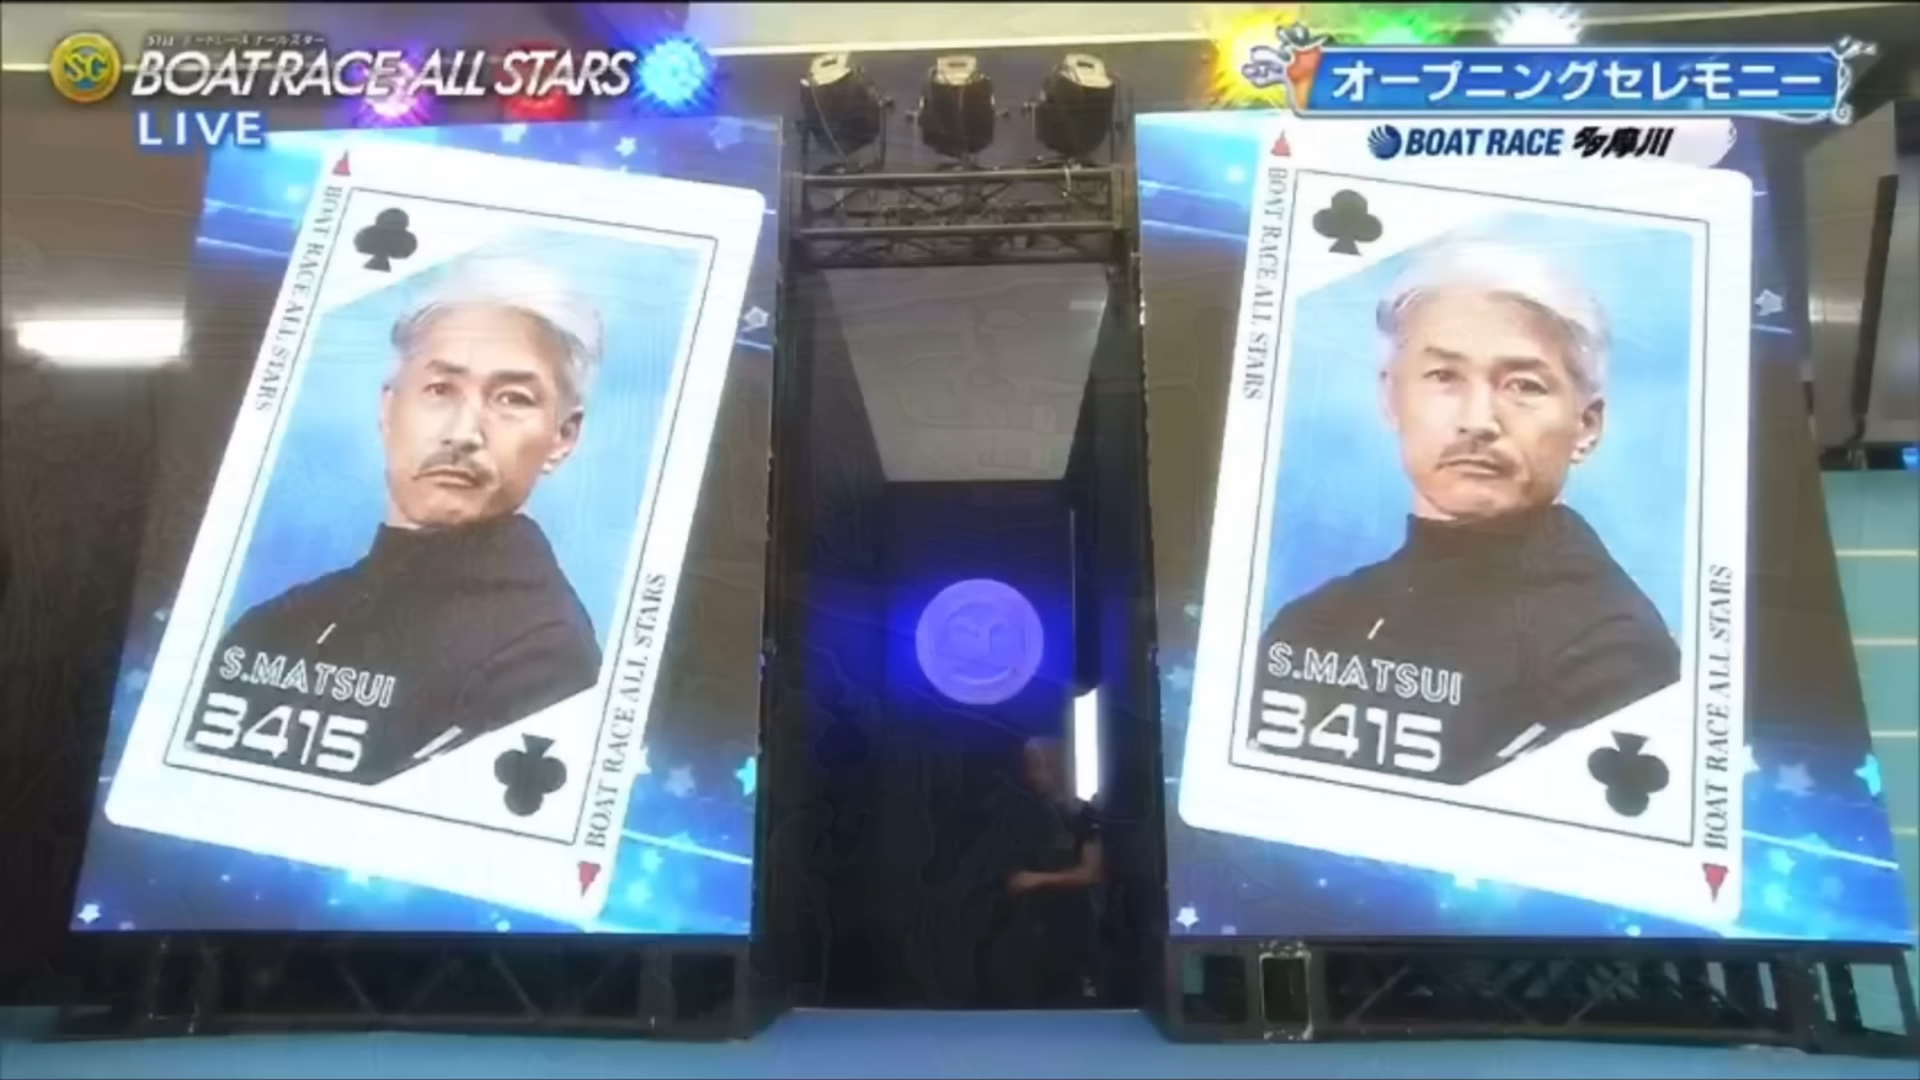 SG
BOAT RACE ALL STARS
LIVE
オープニングセレモニー
BOAT RACE 多摩川
BOAT RACE ALL STARS
S.MATSUI
3415
BOAT RACE ALL STARS
BOAT RACE ALL STARS
S.MATSUI
3415
BOAT RACE ALL STARS